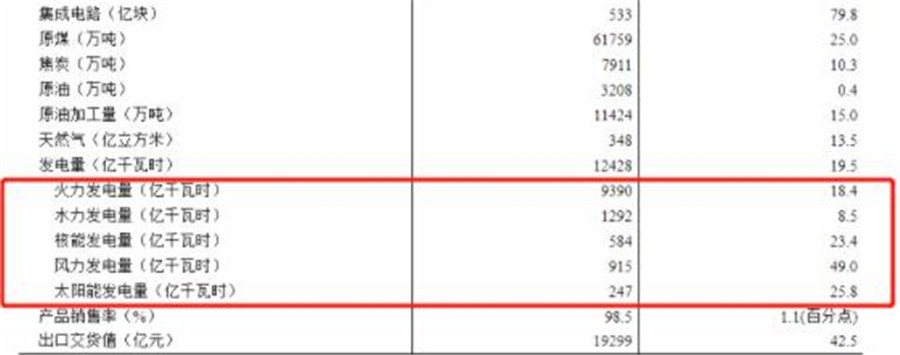 集成电路（亿块） 533 79.8
原煤（万吨） 61759 25.0
焦炭（万吨） 7911 10.3
原油（万吨） 3208 0.4
原油加工量（万吨） 11424 15.0
天然气（亿立方米） 348 13.5
发电量（亿千瓦时） 12428 19.5
火力发电量（亿千瓦时） 9390 18.4
水力发电量（亿千瓦时） 1292 8.5
核能发电量（亿千瓦时） 584 23.4
风力发电量（亿千瓦时） 915 49.0
太阳能发电量（亿千瓦时） 247 25.8
产品销售率（%） 98.5 1.1(百分点)
出口交货值（亿元） 19299 42.5